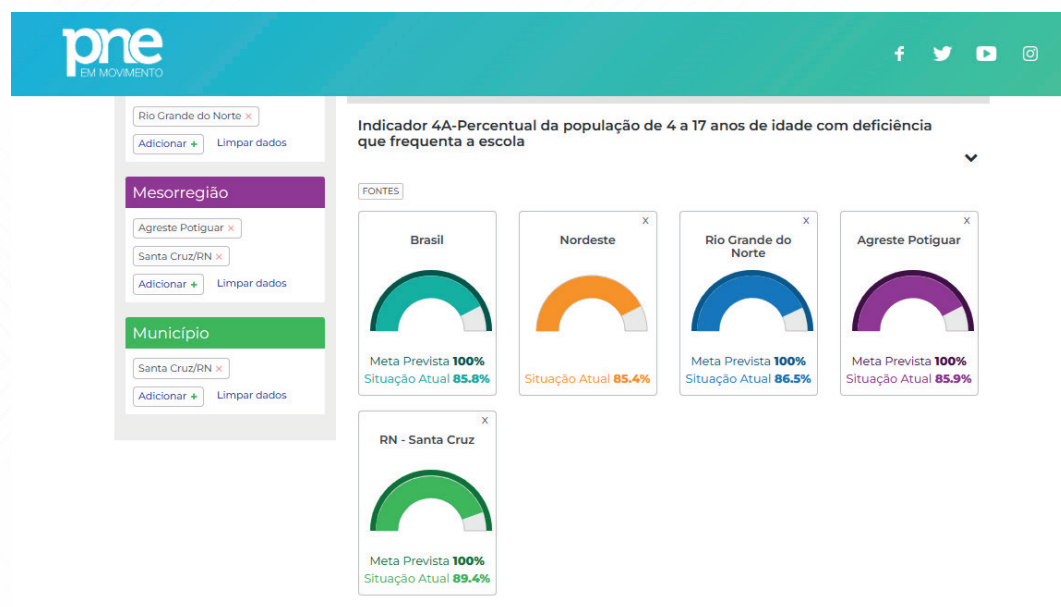 pne
EM MOVIMENTO
Rio Grande do Norte ×
Adicionar + Limpar dados
Mesorregião
Agreste Potiguar ×
Santa Cruz/RN ×
Adicionar + Limpar dados
Município
Santa Cruz/RN ×
Adicionar + Limpar dados
Indicador 4A-Percentual da população de 4 a 17 anos de idade com deficiência
que frequenta a escola
FONTES
Brasil
Meta Prevista 100%
Situação Atual 85.8%
X
Nordeste
Situação Atual 85.4%
X
Rio Grande do
Norte
Meta Prevista 100%
Situação Atual 86.5%
X
Agreste Potiguar
Meta Prevista 100%
Situação Atual 85.9%
X
RN - Santa Cruz
Meta Prevista 100%
Situação Atual 89.4%